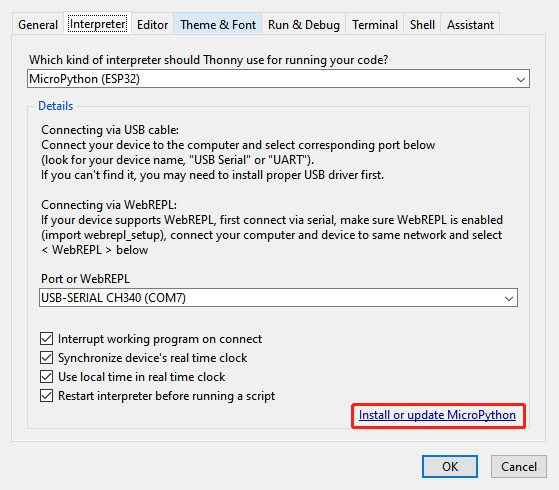 General Interpreter Editor Theme & Font Run & Debug Terminal Shell Assistant
Which kind of interpreter should Thonny use for running your code?
MicroPython (ESP32)
Details
Connecting via USB cable:
Connect your device to the computer and select corresponding port below
(look for your device name, "USB Serial" or "UART").
If you can't find it, you may need to install proper USB driver first.
Connecting via WebREPL:
If your device supports WebREPL, first connect via serial, make sure WebREPL is enabled
(import webrepl_setup), connect your computer and device to same network and select
< WebREPL > below
Port or WebREPL
USB-SERIAL CH340 (COM7)
Interrupt working program on connect
Synchronize device's real time clock
Use local time in real time clock
Restart interpreter before running a script
Install or update MicroPython
OK Cancel